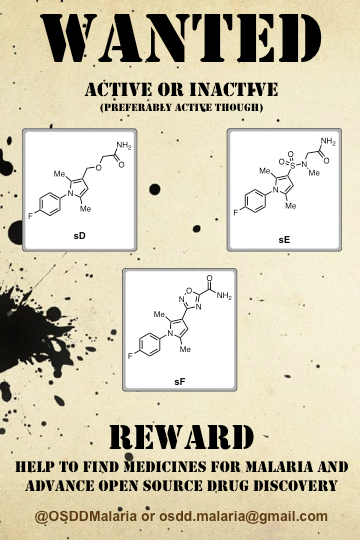 WANTED
ACTIVE OR INACTIVE
(PREFERABLY ACTIVE THOUGH)
NH2
O
O
Me
N
Me
F
sD
NH2
O
O O
S
N
Me
Me
N
Me
F
sE
O
O
NH2
N
N
Me
N
Me
F
sF
REWARD
HELP TO FIND MEDICINES FOR MALARIA AND
ADVANCE OPEN SOURCE DRUG DISCOVERY
@OSDDMalaria or osdd.malaria@gmail.com